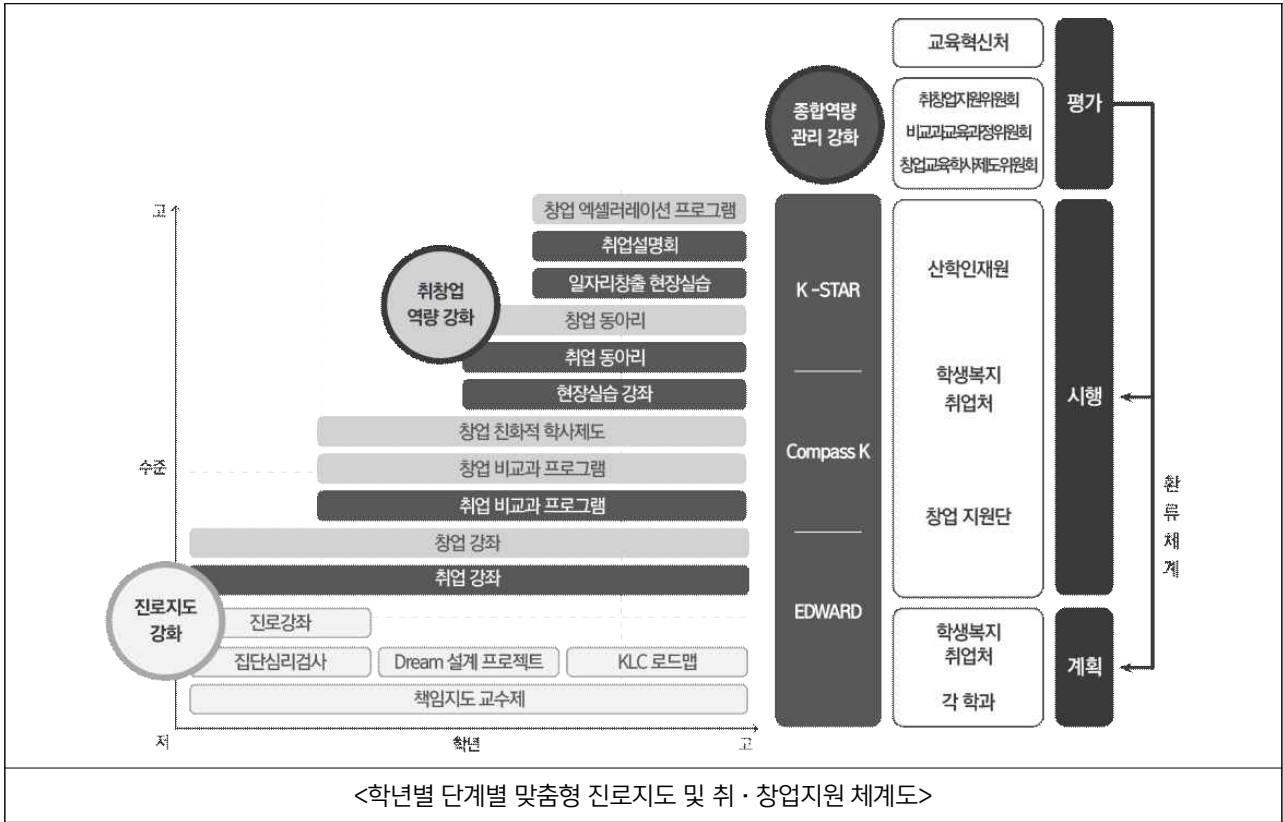 교육혁신처
종합역량
관리 강화
취창업지원위원회
비교과교육과정위원회
창업교육학사제도위원회
평가
고
창업 엑셀러레이션 프로그램
취업설명회
일자리창출 현장실습
취창업
역량 강화
창업 동아리
취업 동아리
현장실습 강좌
창업 친화적 학사제도
수준
창업 비교과 프로그램
취업 비교과 프로그램
창업 강좌
취업 강좌
진로지도
강화
진로강좌
집단심리검사
Dream 설계 프로젝트
KLC 로드맵
책임지도 교수제
저
학년
고
K-STAR
Compass K
EDWARD
산학인재원
학생복지
취업처
창업 지원단
시행
학생복지
취업처
각 학과
계획
환
류
체
계
<학년별 단계별 맞춤형 진로지도 및 취·창업지원 체계도>